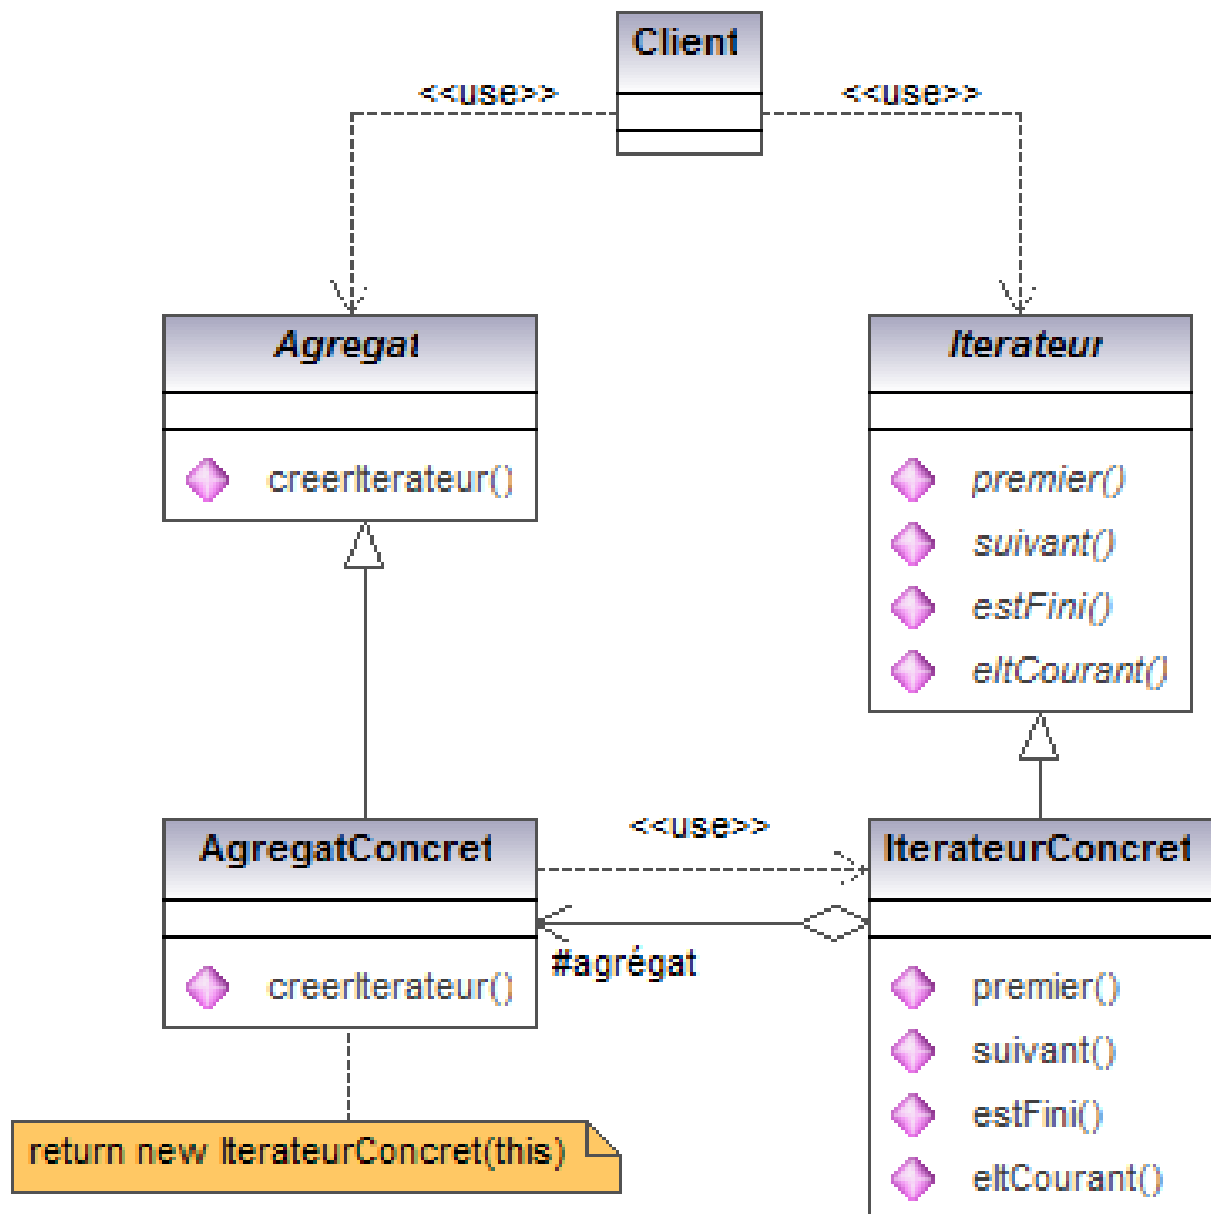 Client
<<use>>
<<use>>
Agregat
Iterateur
creerIterateur()
premier()
suivant()
estFini()
eltCourant()
<<use>>
AgregatConcret
IterateurConcret
#agrégat
creerIterateur()
premier()
suivant()
estFini()
eltCourant()
return new IterateurConcret(this)